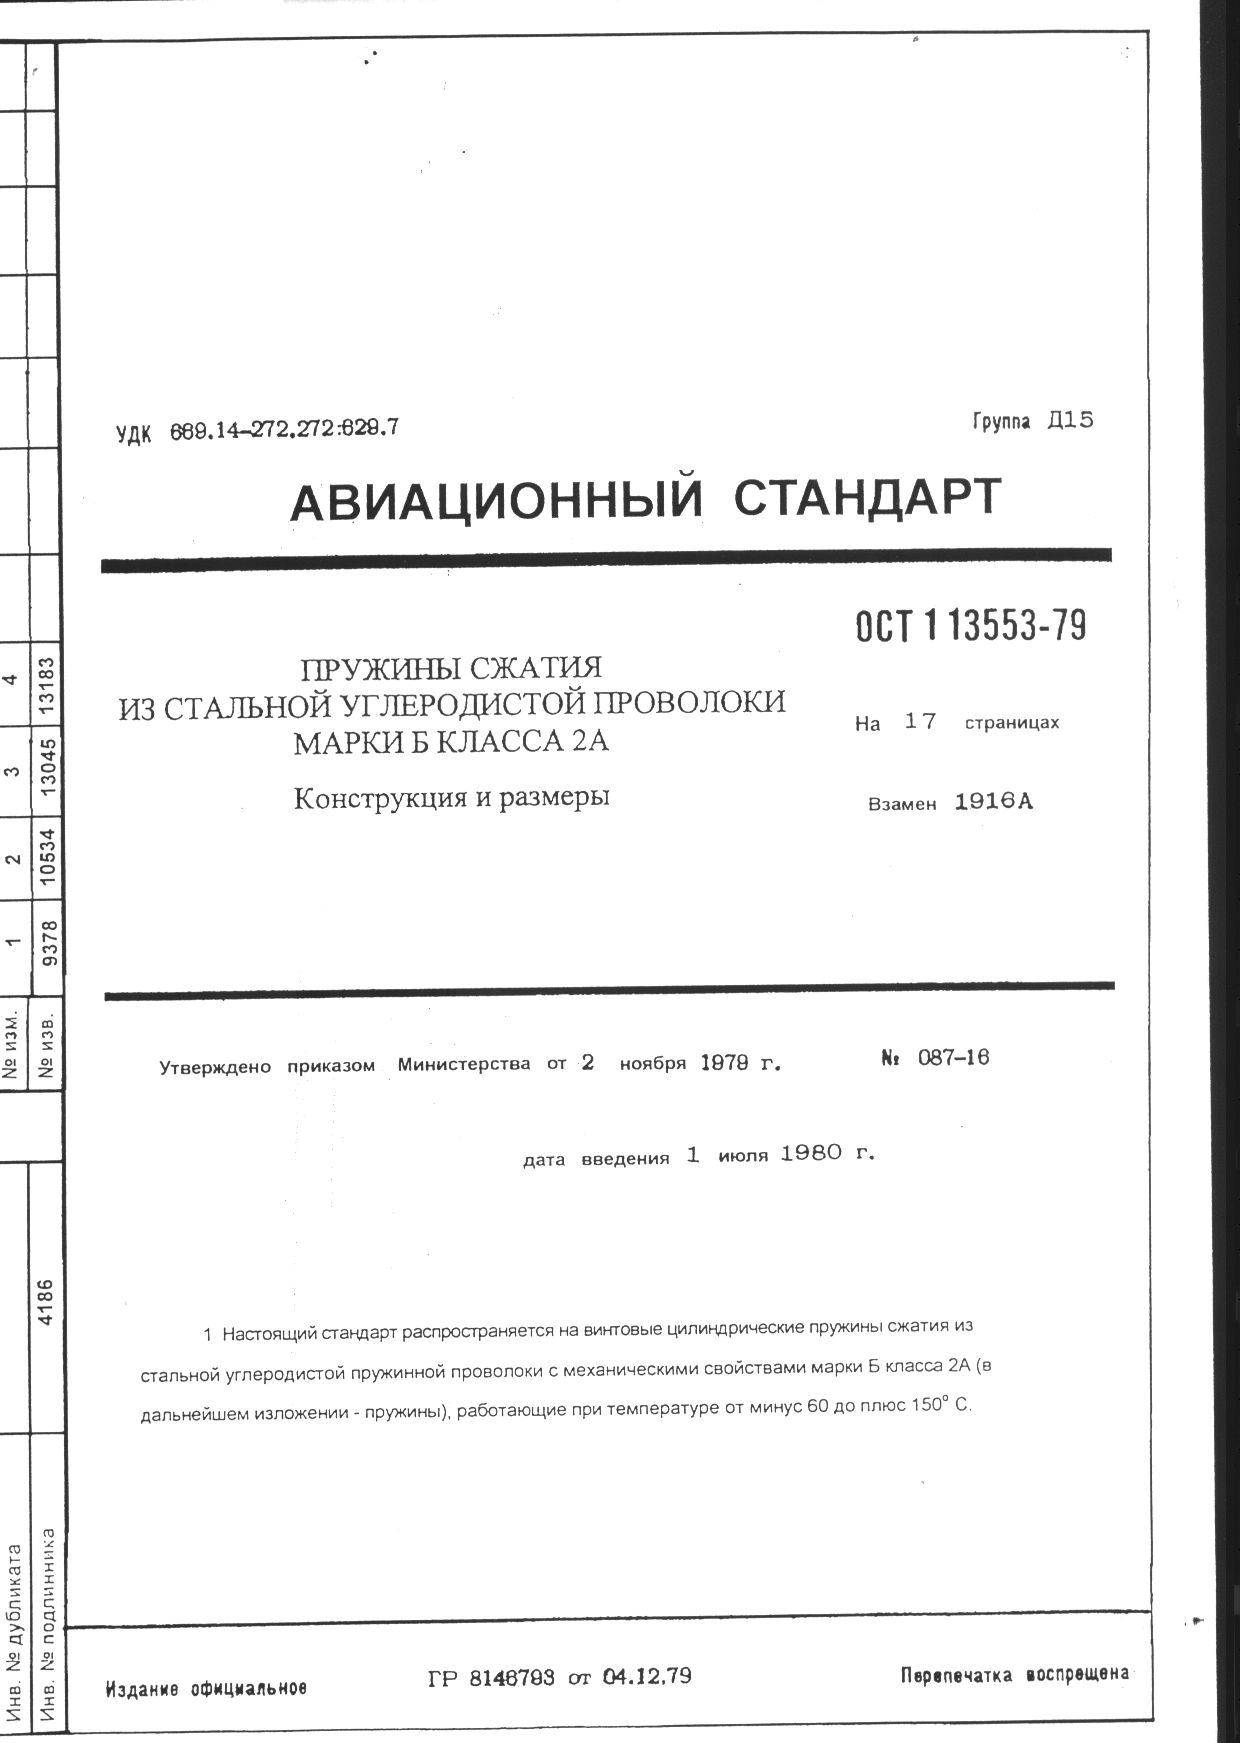 УДК 669.14-272.272:629.7
Группа Д15
АВИАЦИОННЫЙ СТАНДАРТ
ОСТ 1 13553-79
ПРУЖИНЫ СЖАТИЯ
ИЗ СТАЛЬНОЙ УГЛЕРОДИСТОЙ ПРОВОЛОКИ
МАРКИ Б КЛАССА 2А
Конструкция и размеры
На 17 страницах
Взамен 1916А
Утверждено приказом Министерства от 2 ноября 1979 г. № 087-16
дата введения 1 июля 1980 г.
1 Настоящий стандарт распространяется на винтовые цилиндрические пружины сжатия из
стальной углеродистой пружинной проволоки с механическими свойствами марки Б класса 2А (в
дальнейшем изложении - пружины), работающие при температуре от минус 60 до плюс 150° С.
Издание официальное
ГР 8146793 от 04.12.79
Перепечатка воспрещена
№ изм. 1 2 3 4
№ изв. 9378 10534 13045 13183
Инв. № дубликата
Инв. № подлинника 4186